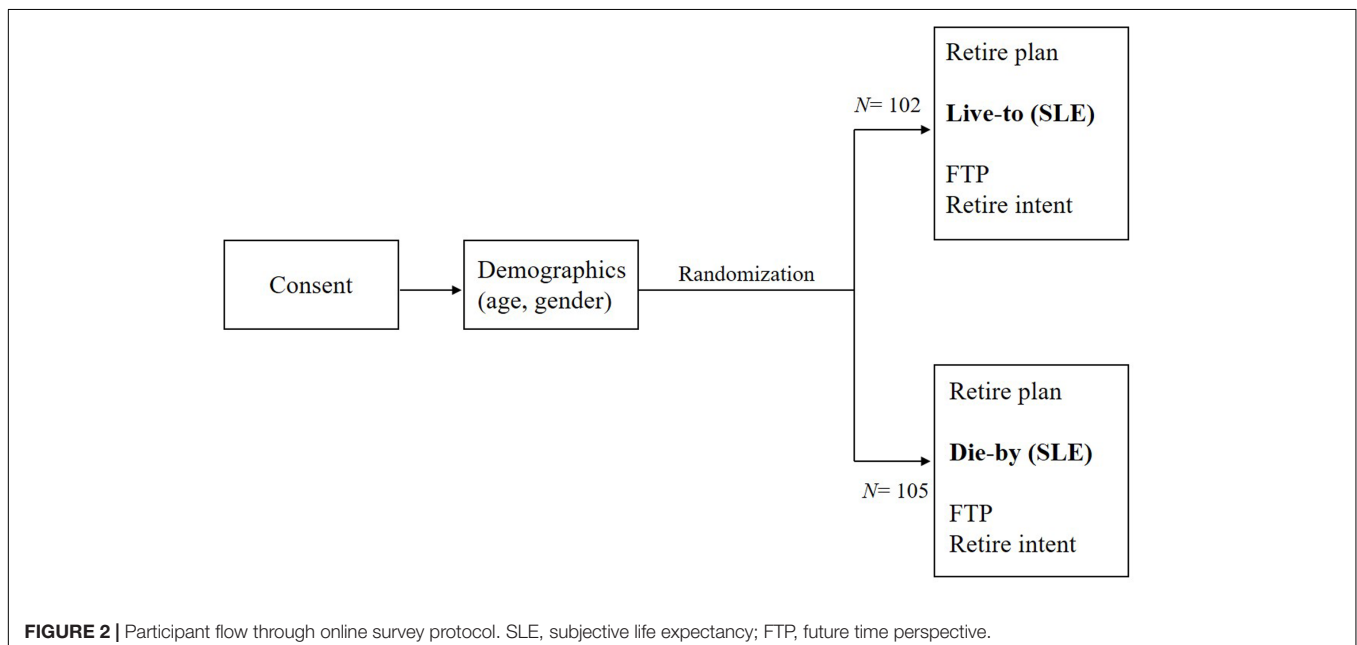 Consent
Demographics
(age, gender)
Randomization
N= 102
Retire plan
Live-to (SLE)
FTP
Retire intent
N= 105
Retire plan
Die-by (SLE)
FTP
Retire intent
FIGURE 2 | Participant flow through online survey protocol. SLE, subjective life expectancy; FTP, future time perspective.